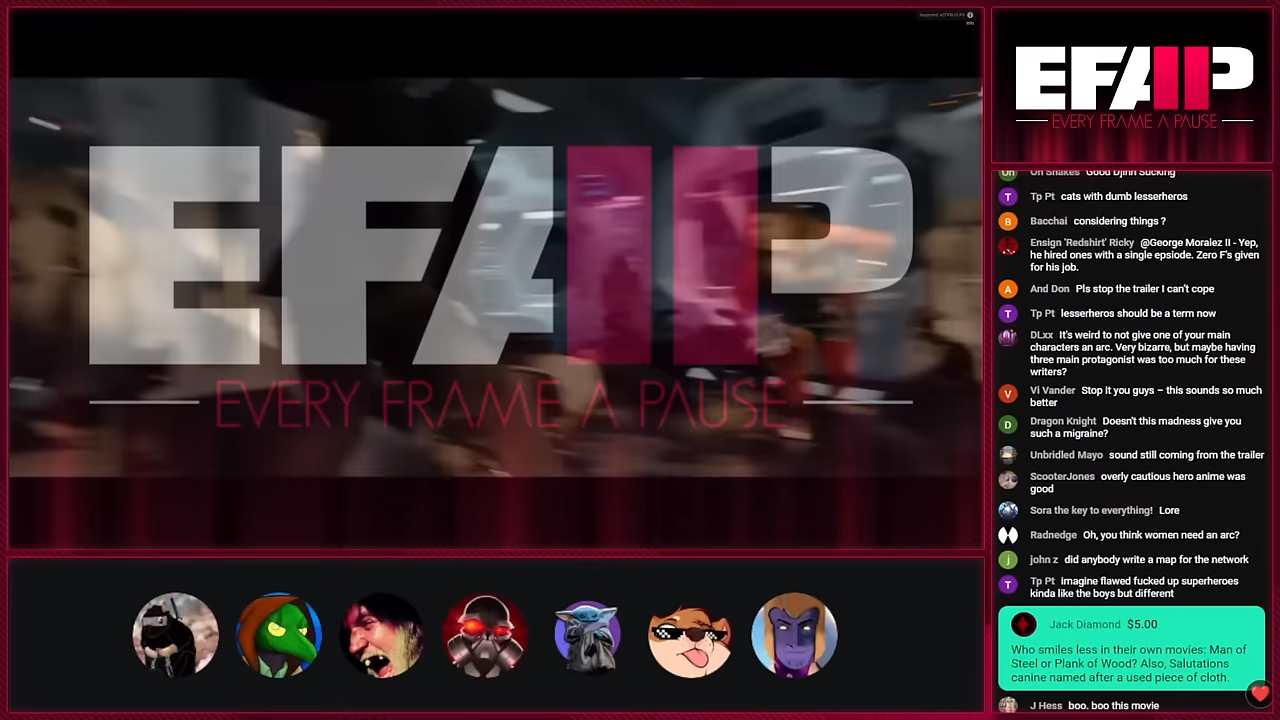 EFAP
EVERY FRAME A PAUSE
EFAP
EVERY FRAME A PAUSE
Oh Shakes Good Djinn Sucking
T Tp Pt cats with dumb lesserheros
B Bacchai considering things ?
Ensign 'Redshirt' Ricky @George Moralez II - Yep,
he hired ones with a single epsiode. Zero F's given
for his job.
A And Don Pls stop the trailer I can't cope
T Tp Pt lesserheros should be a term now
DLxx It's weird to not give one of your main
characters an arc. Very bizarre, but maybe having
three main protagonist was too much for these
writers?
V Vi Vander Stop it you guys – this sounds so much
better
D Dragon Knight Doesn't this madness give you
such a migraine?
Unbridled Mayo sound still coming from the trailer
ScooterJones overly cautious hero anime was
good
Sora the key to everything! Lore
Radnedge Oh, you think women need an arc?
j john z did anybody write a map for the network
T Tp Pt imagine flawed fucked up superheroes
kinda like the boys but different
Jack Diamond $5.00
Who smiles less in their own movies: Man of
Steel or Plank of Wood? Also, Salutations
canine named after a used piece of cloth.
J Hess boo. boo this movie